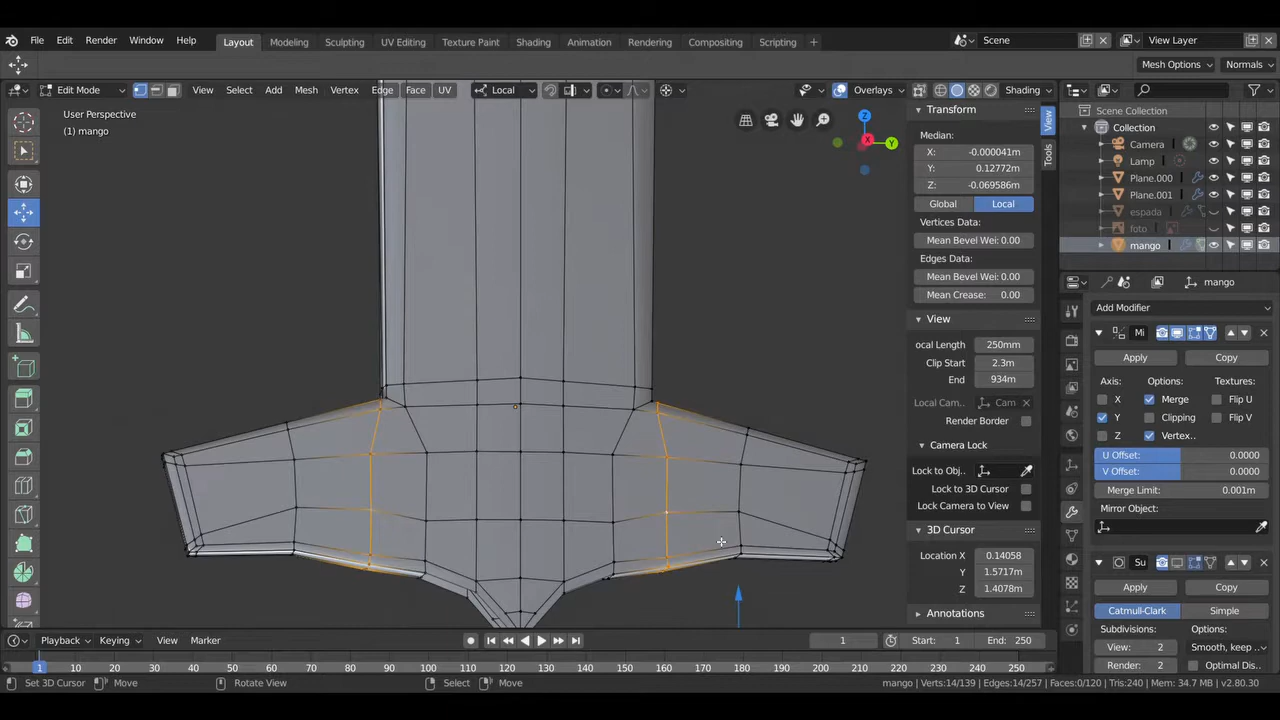 File Edit Render Window Help Layout Modeling Sculpting UV Editing Texture Paint Shading Animation Rendering Compositing Scripting + Scene View Layer
Mesh Options Normals
Edit Mode View Select Add Mesh Vertex Edge Face UV Local Overlays Shading
User Perspective
(1) mango
Z
Y
X
Transform
Median:
X: -0.000041m
Y: 0.12772m
Z: -0.069586m
Global Local
Vertices Data:
Mean Bevel Wei: 0.00
Edges Data:
Mean Bevel Wei: 0.00
Mean Crease: 0.00
View
ocal Length 250mm
Clip Start 2.3m
End 934m
Local Cam... Cam
Render Border
Camera Lock
Lock to Obj..
Lock to 3D Cursor
Lock Camera to View
3D Cursor
Location X 0.14058
Y 1.5717m
Z 1.4078m
Annotations
View
Tools
Scene Collection
Collection
Camera
Lamp
Plane.000
Plane.001
espada
foto
mango
mango
Add Modifier
Mi
Apply Copy
Axis: Options: Textures:
X Merge Flip U
Y Clipping Flip V
Z Vertex..
U Offset: 0.0000
V Offset: 0.0000
Merge Limit: 0.001m
Mirror Object:
Su
Apply Copy
Catmull-Clark Simple
Subdivisions: Options:
View: 2 Smooth, keep ..
Render: 2 Optimal Dis..
Playback Keying View Marker 1 Start: 1 End: 250
1 10 20 30 40 50 60 70 80 90 100 110 120 130 140 150 160 170 180 190 200 210 220 230 240 250
Set 3D Cursor Move Rotate View Select Move mango | Verts:14/139 | Edges:14/257 | Faces:0/120 | Tris:240 | Mem: 34.7 MB | v2.80.30